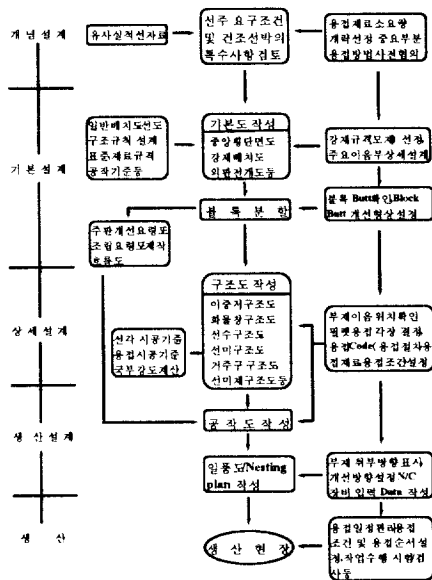 개념설계
유사실적선자료
선주 요구조건
및 건조선박의
특수사항검토
용접재료소요량
개략선정 중요부분
용접방법사전협의
기본설계
일반배치도선도
구조규칙 설계
표준재료규격
공작기준등
기본도작성
중앙횡단면도
강재배치도
외판전개도등
강재규격모재 선정
주요이음부상세설계
블록분할
블록 Butt확인Block
Butt 개선형상설정
주판개선요령도
조립요령도제작
흐름도
상세설계
구조도작성
이중저구조도
화물창구조도
선수구조도
선미구조도
거주구구조도
선미재구조도등
선각 시공기준
용접시공기준
국부강도계산
부재이음위치확인
필렛용접각장 결정,
용접Code(용접절차용
접재료용접조건설정
생산설계
공작도작성
일품도/Nesting
plan 작성
부재 취부방향표시
개선방향설정N/C
장비입력 Data 작성
생산
생산현장
용접일정관리용접
조건 및 용접순서설
정,작업수행 시험/검
사등